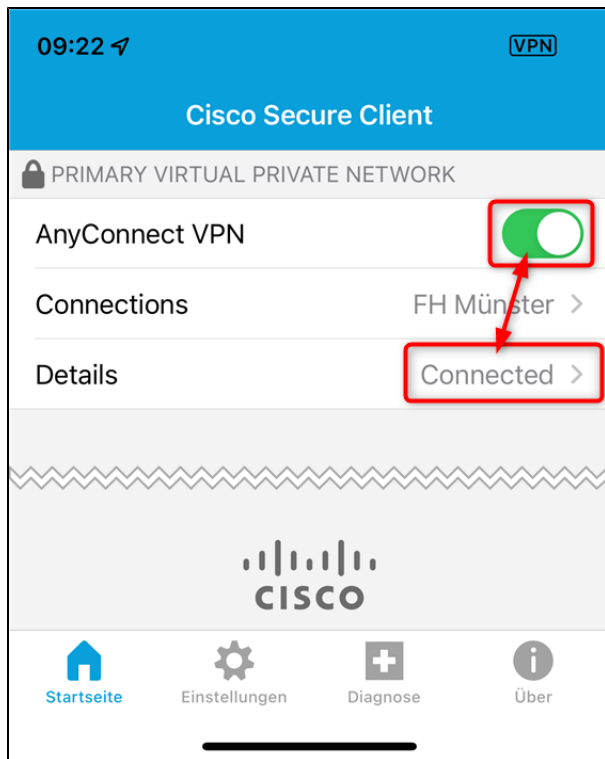 09:22 VPN
Cisco Secure Client
PRIMARY VIRTUAL PRIVATE NETWORK
AnyConnect VPN
Connections FH Münster
Details Connected
CISCO
Startseite Einstellungen Diagnose Über